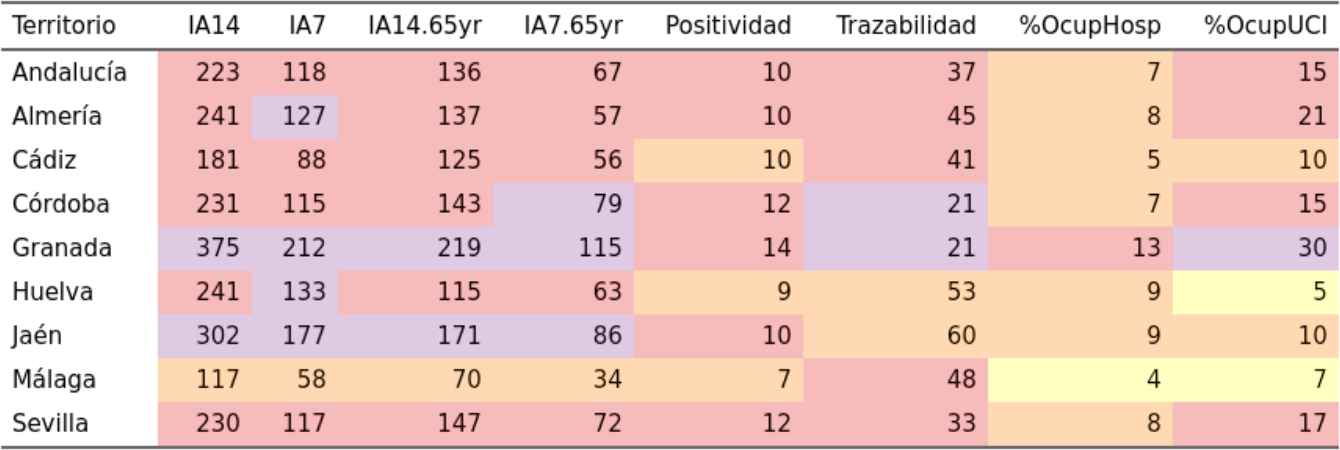 Territorio IA14 IA7 IA14.65yr IA7.65yr Positividad Trazabilidad %OcupHosp %OcupUCI
Andalucía 223 118 136 67 10 37 7 15
Almería 241 127 137 57 10 45 8 21
Cádiz 181 88 125 56 10 41 5 10
Córdoba 231 115 143 79 12 21 7 15
Granada 375 212 219 115 14 21 13 30
Huelva 241 133 115 63 9 53 9 5
Jaén 302 177 171 86 10 60 9 10
Málaga 117 58 70 34 7 48 4 7
Sevilla 230 117 147 72 12 33 8 17